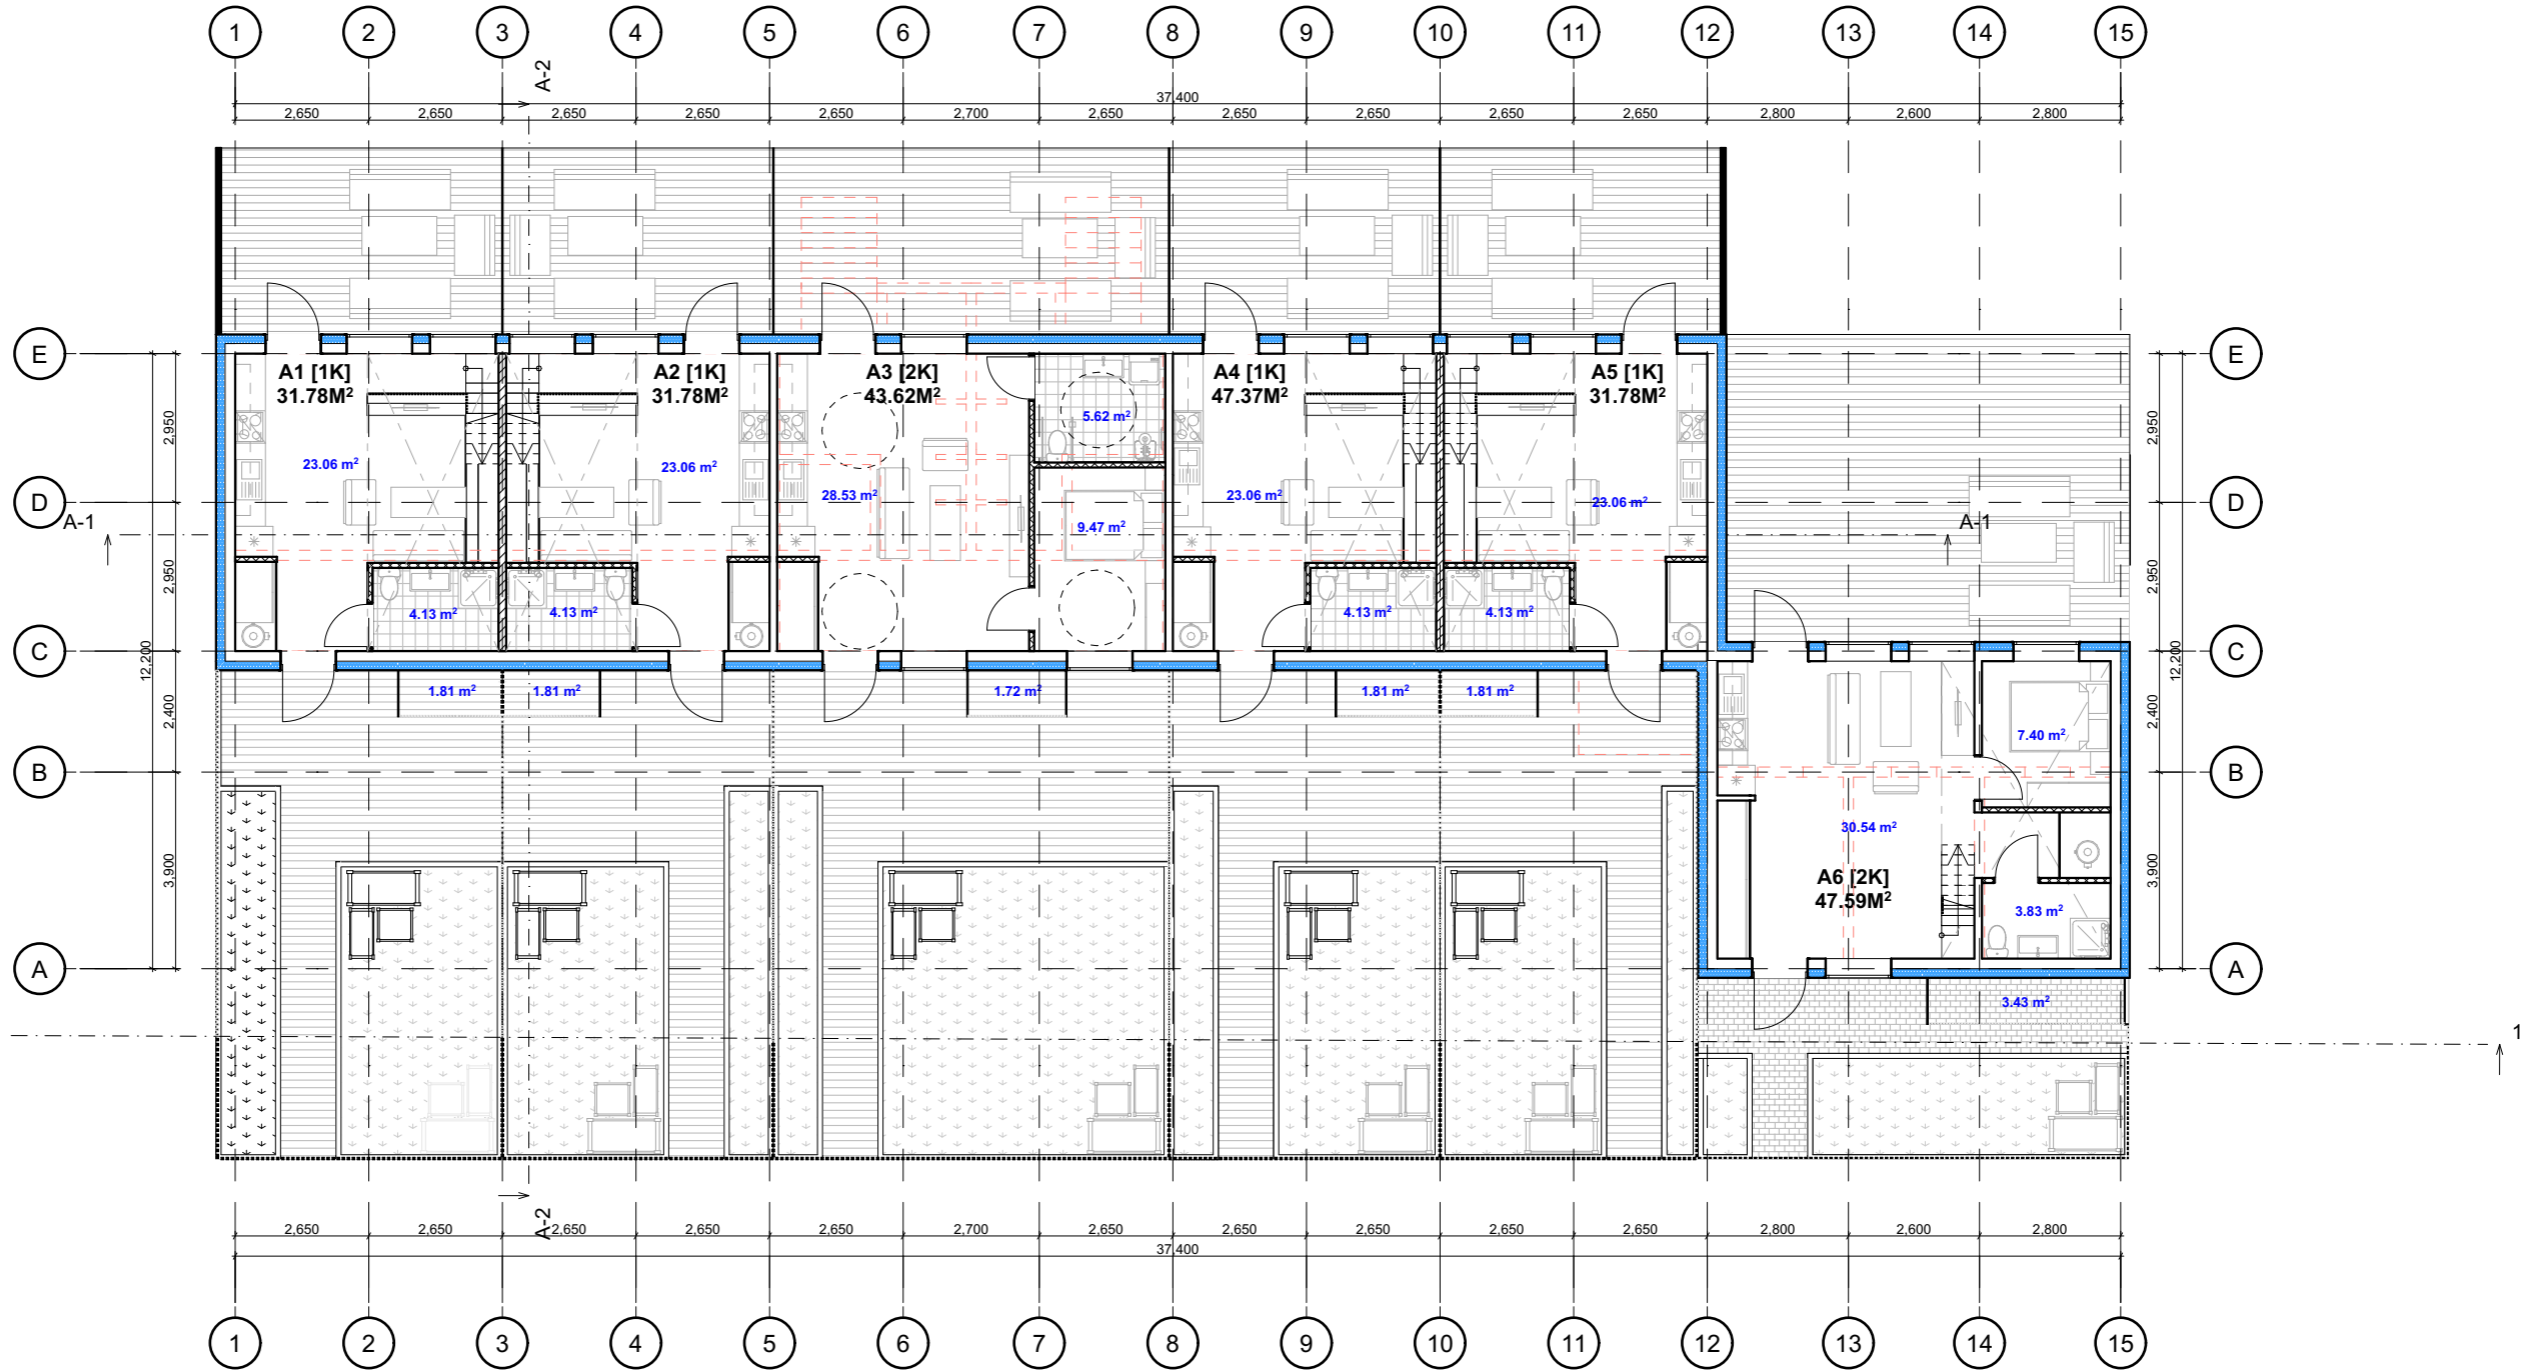 1 2 3 4 5 6 7 8 9 10 11 12 13 14 15
A-2
37,400
2,650 2,650 2,650 2,650 2,650 2,700 2,650 2,650 2,650 2,650 2,650 2,800 2,600 2,800
E E
A1 [1K] A2 [1K] A3 [2K] A4 [1K] A5 [1K]
31.78M² 31.78M² 43.62M² 47.37M² 31.78M²
5.62 m²
2,950 2,950
23.06 m² 23.06 m² 28.53 m² 23.06 m² 23.06 m²
D D
A-1 A-1
9.47 m²
2,950 2,950
4.13 m² 4.13 m² 4.13 m² 4.13 m²
C C
12,200 12,200
1.81 m² 1.81 m² 1.72 m² 1.81 m² 1.81 m²
2,400 2,400
7.40 m²
B B
30.54 m²
3,900 3,900
A6 [2K]
47.59M²
3.83 m²
A A
3.43 m²
1
A-2
2,650 2,650 2,650 2,650 2,650 2,700 2,650 2,650 2,650 2,650 2,650 2,800 2,600 2,800
37,400
1 2 3 4 5 6 7 8 9 10 11 12 13 14 15